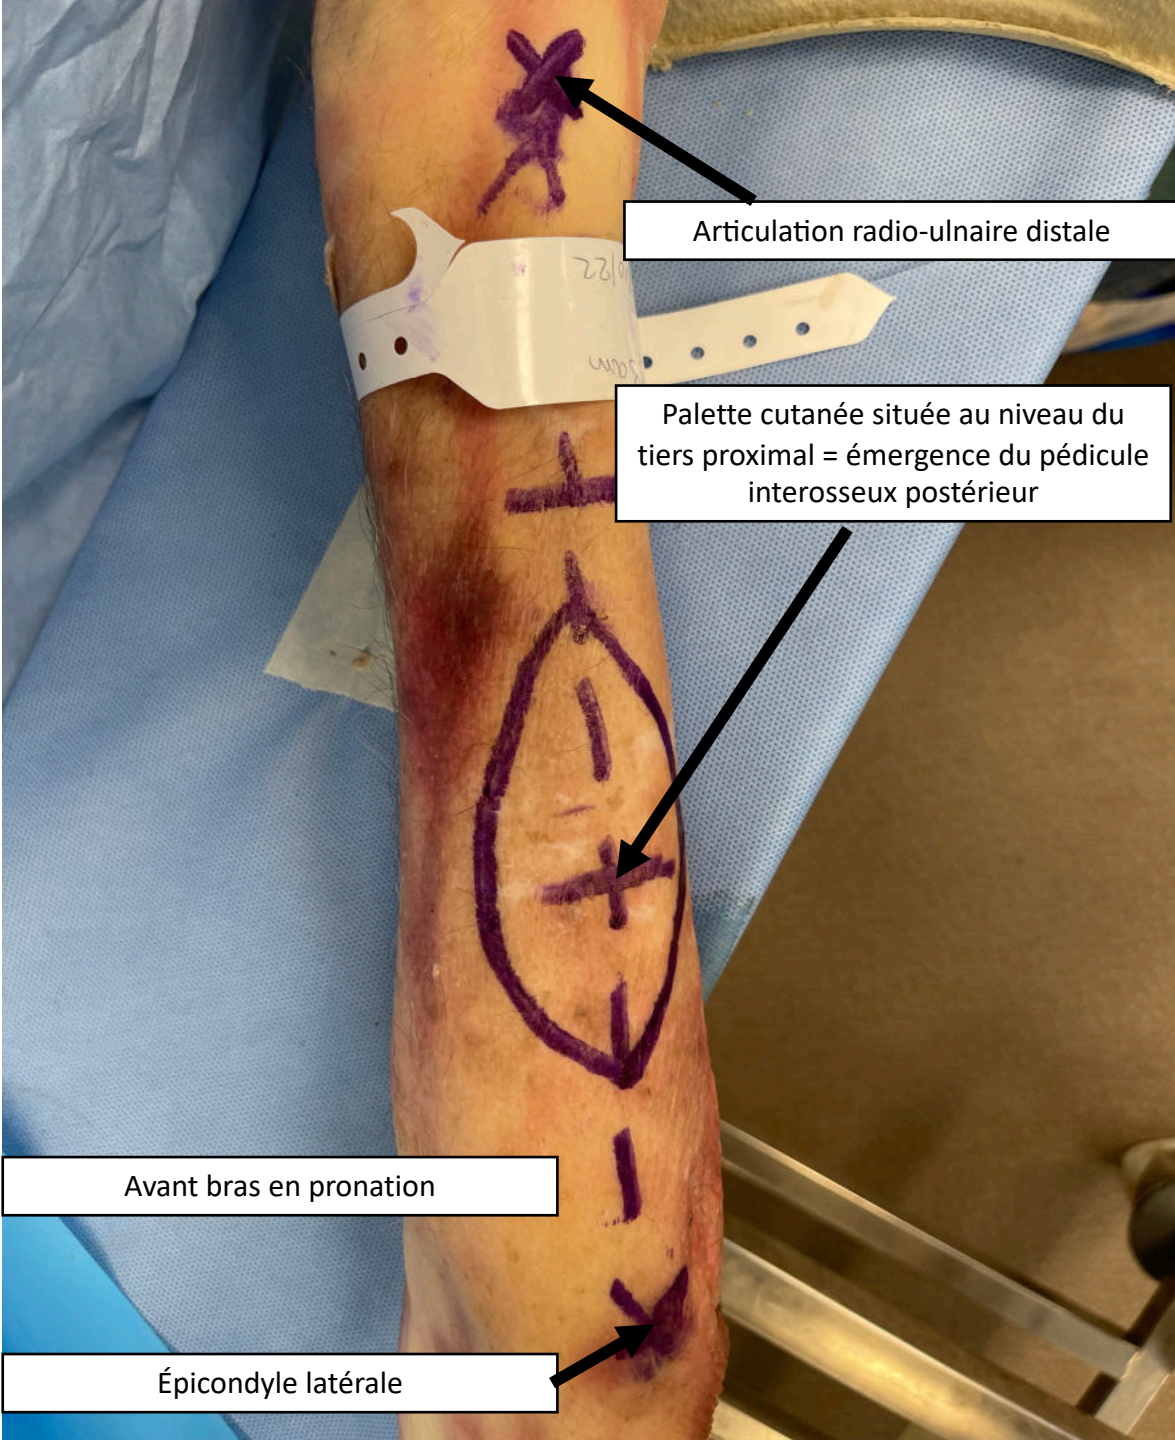 Articulation radio-ulnaire distale
Palette cutanée située au niveau du
tiers proximal = émergence du pédicule
interosseux postérieur
Avant bras en pronation
Épicondyle latérale